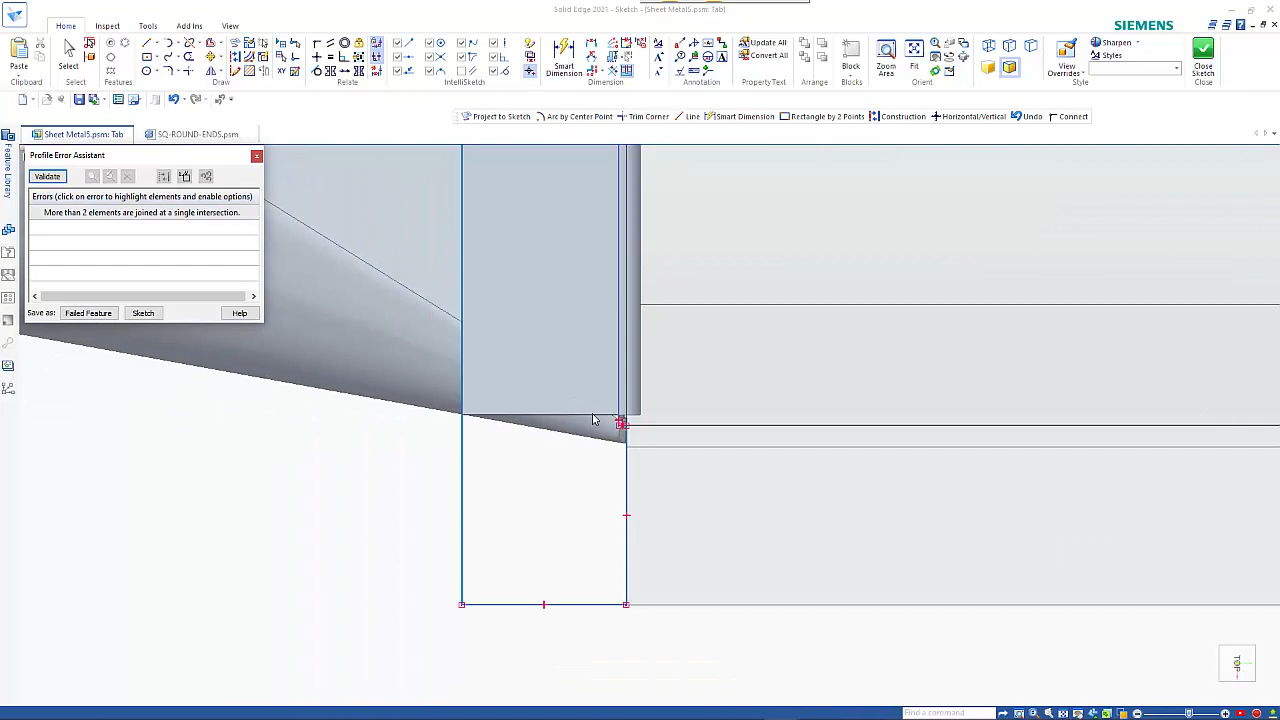 Solid Edge 2021 - Sketch - [Sheet Metal5.psm: Tab]
Home Inspect Tools Add Ins View
SIEMENS
Paste
Select
Smart Dimension
Update All
Convert All
Block
Zoom Area
Fit
View Overrides
Sharpen
Styles
Close Sketch
Clipboard Select Features Draw Relate IntelliSketch Dimension Annotation PropertyText Arrange Orient Style Close
Project to Sketch Arc by Center Point Trim Corner Line Smart Dimension Rectangle by 2 Points Construction Horizontal/Vertical Undo Connect
Sheet Metal5.psm: Tab SQ-ROUND-ENDS.psm
Feature Library
Profile Error Assistant
Validate
Errors (click on error to highlight elements and enable options)
More than 2 elements are joined at a single intersection.
Save as: Failed Feature Sketch Help
TOP
Find a command